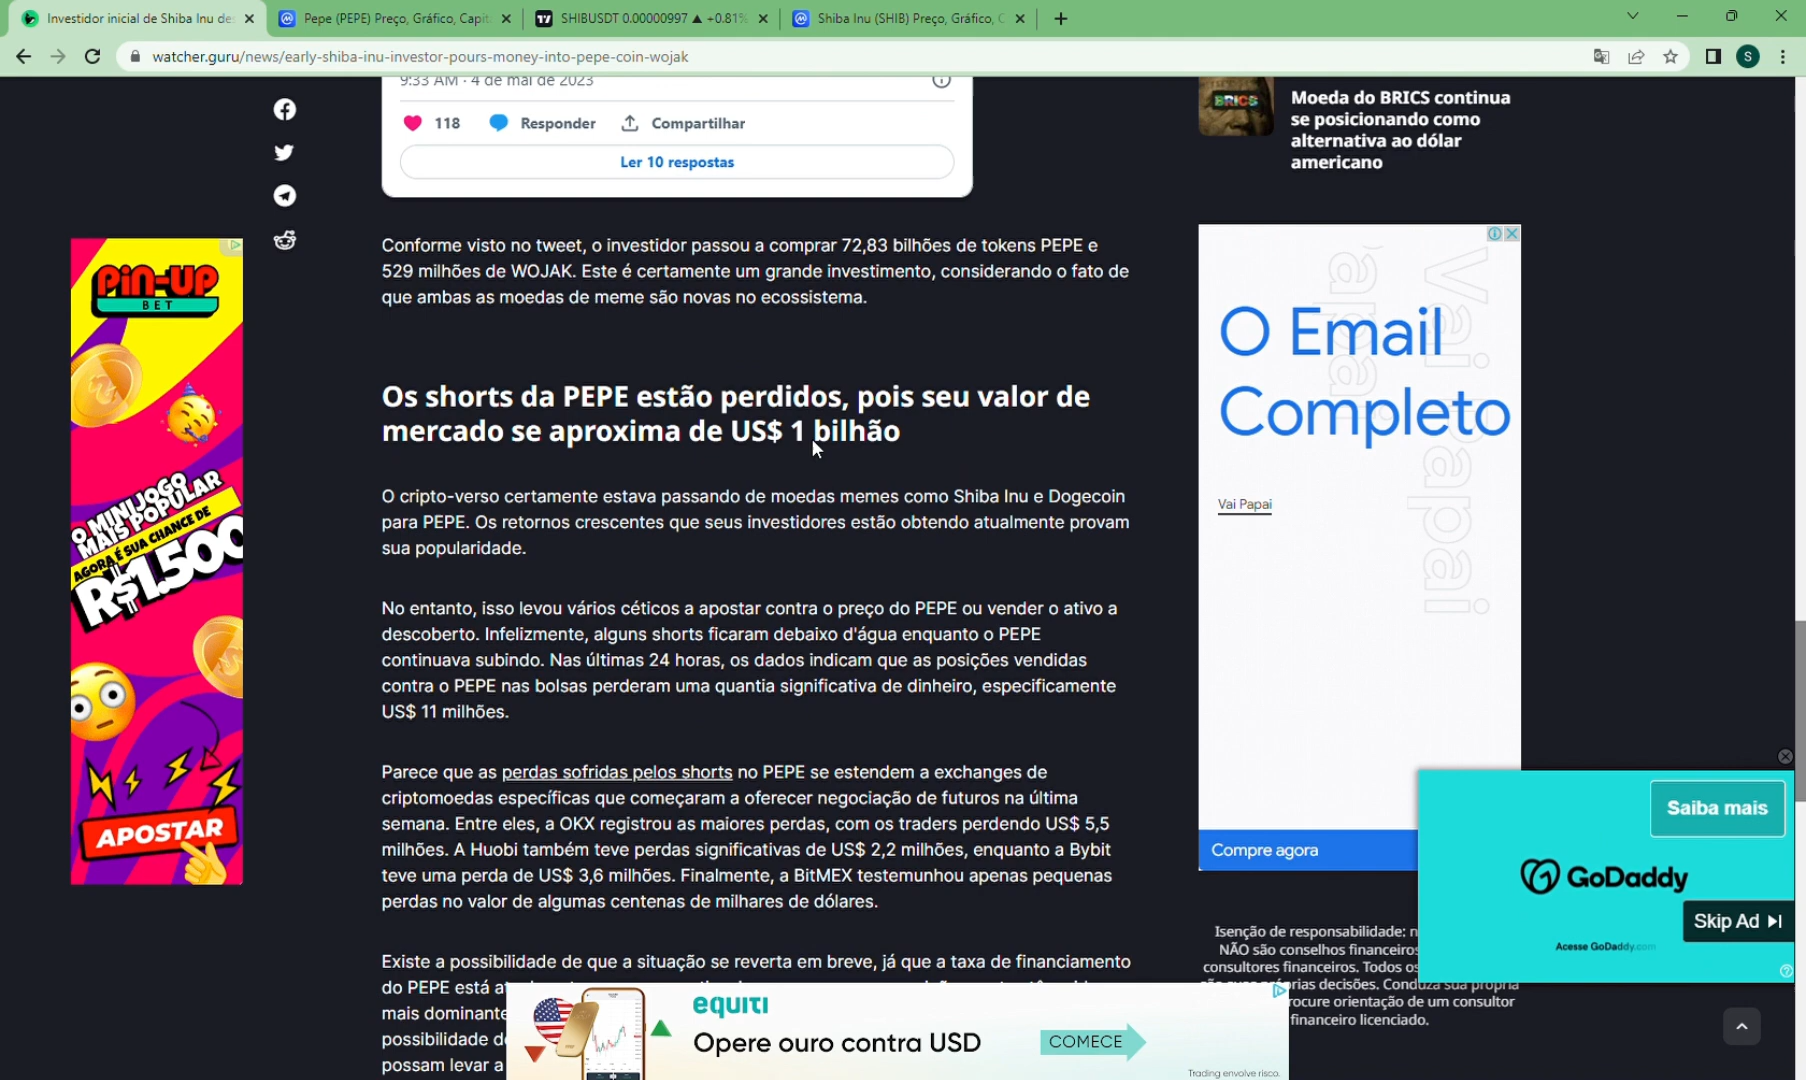 Investidor inicial de Shiba Inu de
Pepe (PEPE) Preço, Gráfico, Capit
SHIBUSDT 0.00000997 ▲ +0.81%
Shiba Inu (SHIB) Preço, Gráfico, C
watcher.guru/news/early-shiba-inu-investor-pours-money-into-pepe-coin-wojak
S
9:33 AM · 4 de mai de 2023
118 Responder Compartilhar
Ler 10 respostas
BRICS
Moeda do BRICS continua
se posicionando como
alternativa ao dólar
americano
Conforme visto no tweet, o investidor passou a comprar 72,83 bilhões de tokens PEPE e
529 milhões de WOJAK. Este é certamente um grande investimento, considerando o fato de
que ambas as moedas de meme são novas no ecossistema.
Os shorts da PEPE estão perdidos, pois seu valor de
mercado se aproxima de US$ 1 bilhão
O cripto-verso certamente estava passando de moedas memes como Shiba Inu e Dogecoin
para PEPE. Os retornos crescentes que seus investidores estão obtendo atualmente provam
sua popularidade.
No entanto, isso levou vários céticos a apostar contra o preço do PEPE ou vender o ativo a
descoberto. Infelizmente, alguns shorts ficaram debaixo d'água enquanto o PEPE
continuava subindo. Nas últimas 24 horas, os dados indicam que as posições vendidas
contra o PEPE nas bolsas perderam uma quantia significativa de dinheiro, especificamente
US$ 11 milhões.
Parece que as perdas sofridas pelos shorts no PEPE se estendem a exchanges de
criptomoedas específicas que começaram a oferecer negociação de futuros na última
semana. Entre eles, a OKX registrou as maiores perdas, com os traders perdendo US$ 5,5
milhões. A Huobi também teve perdas significativas de US$ 2,2 milhões, enquanto a Bybit
teve uma perda de US$ 3,6 milhões. Finalmente, a BitMEX testemunhou apenas pequenas
perdas no valor de algumas centenas de milhares de dólares.
Existe a possibilidade de que a situação se reverta em breve, já que a taxa de financiamento
do PEPE está
mais dominante
possibilidade d
possam levar a
PIN-UP
BET
O MINIJOGO
MAIS POPULAR
AGORA É SUA CHANCE DE
R$1.500
APOSTAR
O Email
Completo
Vai Papai
Vai Papai
Compre agora
Saiba mais
GoDaddy
Skip Ad
Acesse GoDaddy.com
Isenção de responsabilidade: n
NÃO são conselhos financeiros
consultores financeiros. Todos os
são suas próprias decisões. Conduza sua própria
rocure orientação de um consultor
financeiro licenciado.
equiti
Opere ouro contra USD
COMECE
Trading envolve risco.